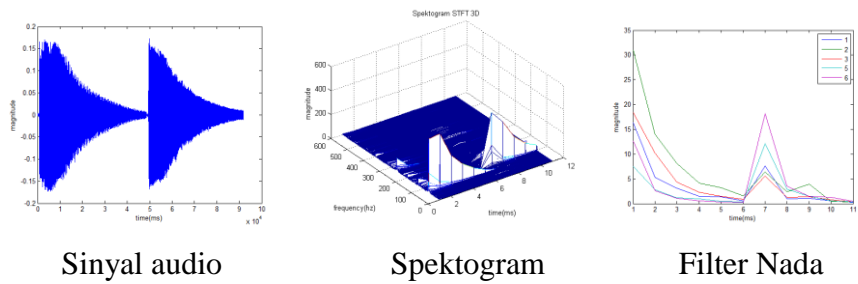 0.2
0.15
0.1
0.05
0
0.05
0.1
0.15
0.2
magnitude
0 1 2 3 4 5 6 7 8 9 10
time(ms)
x 10^4
Sinyal audio
Spektogram STFT 3D
600
400
200
0
magnitude
600
500
400
300
200
100
0
frequency(hz)
0 2 4 6 8 10 12
time(ms)
Spektogram
35
30
25
20
15
10
5
0
magnitude
1 2 3 4 5 6 7 8 9 10 11
time(ms)
1
2
3
5
6
Filter Nada